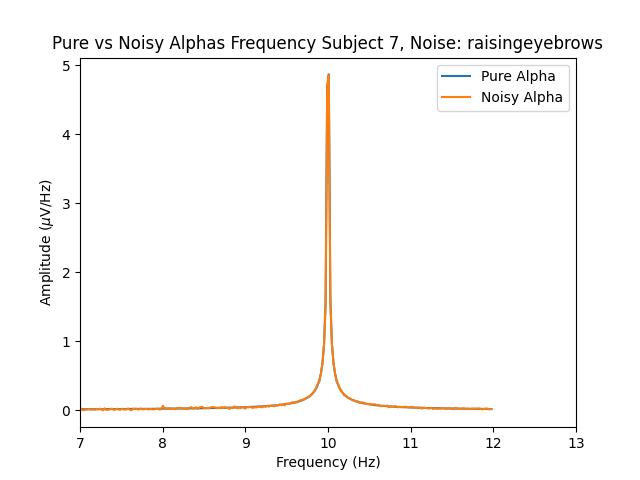 Pure vs Noisy Alphas Frequency Subject 7, Noise: raisingeyebrows
Pure Alpha
Noisy Alpha
Amplitude (μV/Hz)
5
4
3
2
1
0
7 8 9 10 11 12 13
Frequency (Hz)